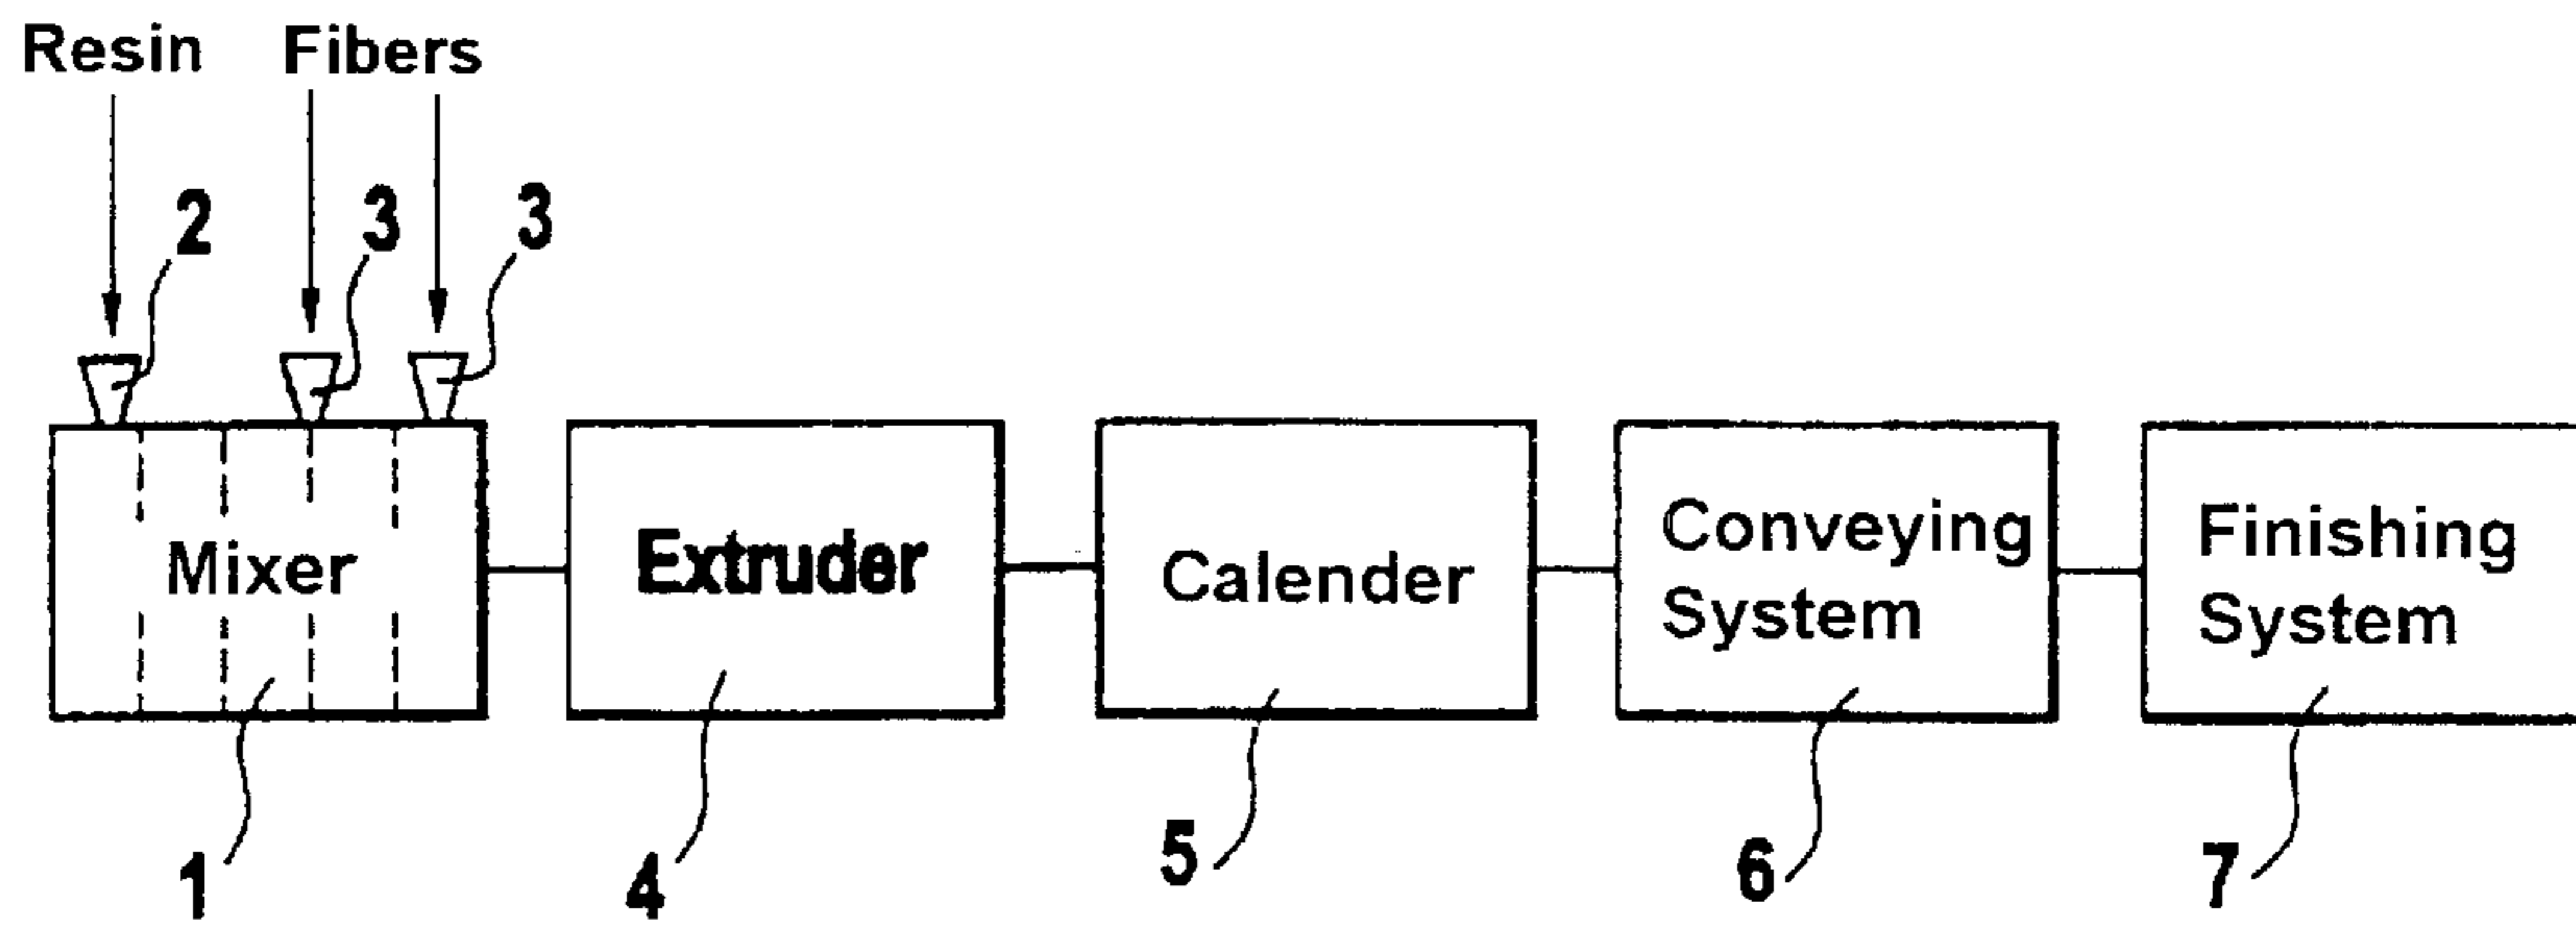 Resin Fibers
2 3 3
Mixer
Extruder
Calender
Conveying
System
Finishing
System
1 4 5 6 7